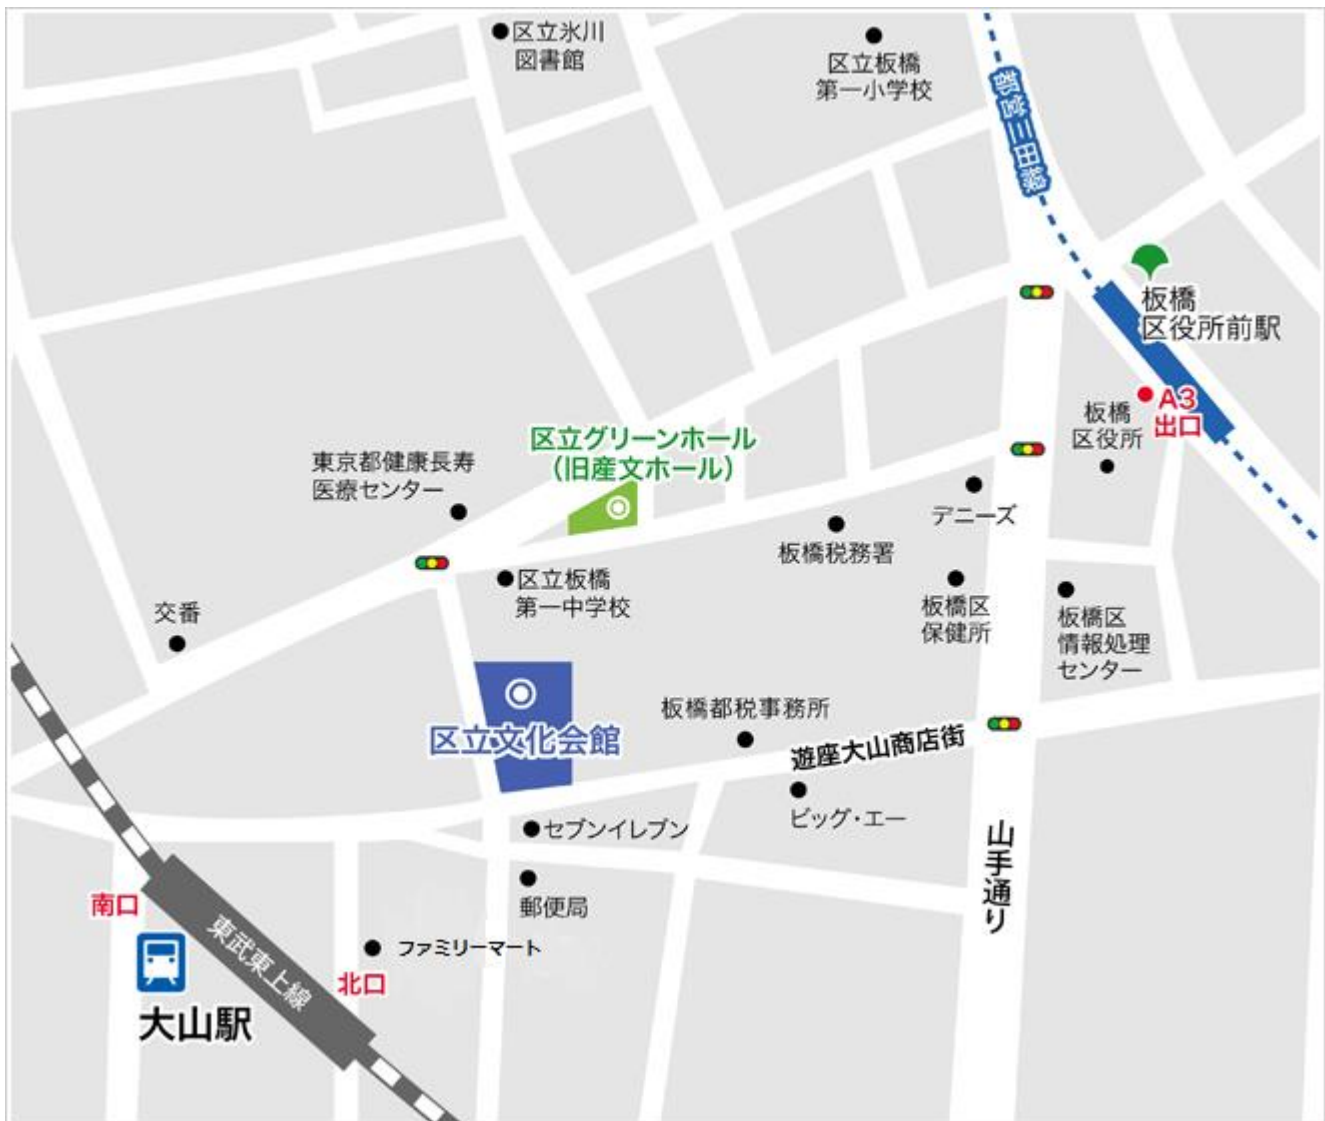 区立氷川
図書館
区立板橋
第一小学校
都営三田線
板橋
区役所前駅
A3
出口
板橋
区役所
区立グリーンホール
（旧産文ホール）
東京都健康長寿
医療センター
デニーズ
板橋税務署
区立板橋
第一中学校
板橋区
保健所
板橋区
情報処理
センター
交番
区立文化会館
板橋都税事務所
遊座大山商店街
ビッグ・エー
セブンイレブン
山手通り
郵便局
南口
東武東上線
ファミリーマート
北口
大山駅